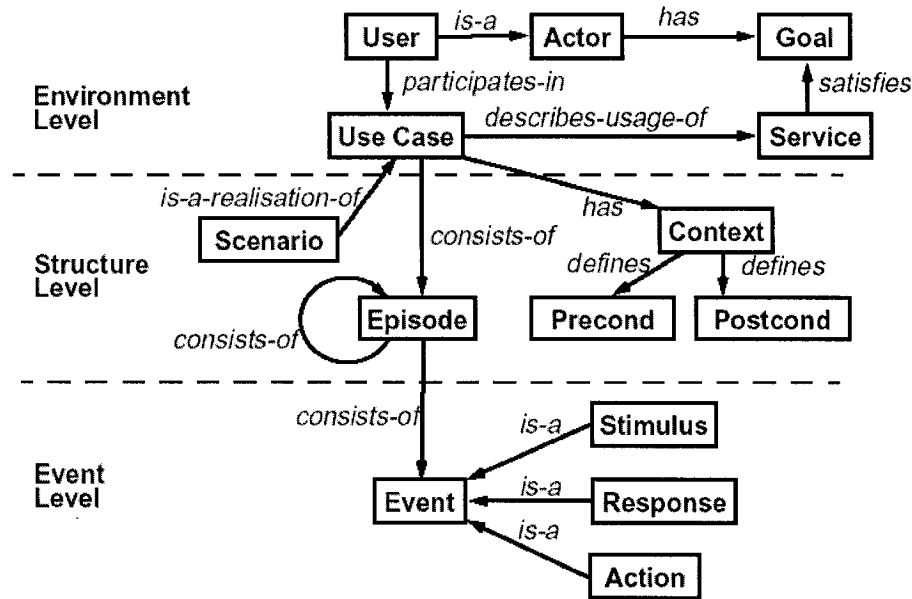 User
is-a
Actor
has
Goal
participates-in
satisfies
Environment
Level
Use Case
describes-usage-of
Service
is-a-realisation-of
Scenario
consists-of
has
Context
Structure
Level
defines
defines
consists-of
Episode
Precond
Postcond
consists-of
is-a
Stimulus
Event
Level
Event
is-a
Response
is-a
Action